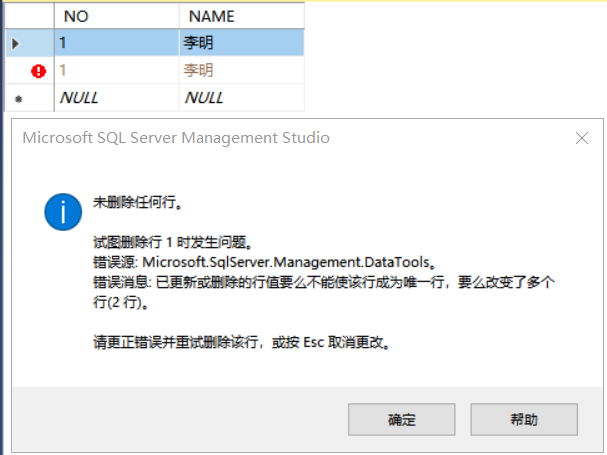 NO NAME
1 李明
1 李明
NULL NULL
Microsoft SQL Server Management Studio
未删除任何行。
试图删除行 1 时发生问题。
错误源: Microsoft.SqlServer.Management.DataTools。
错误消息: 已更新或删除的行值要么不能使该行成为唯一行，要么改变了多个
行(2 行)。
请更正错误并重试删除该行，或按 Esc 取消更改。
确定 帮助